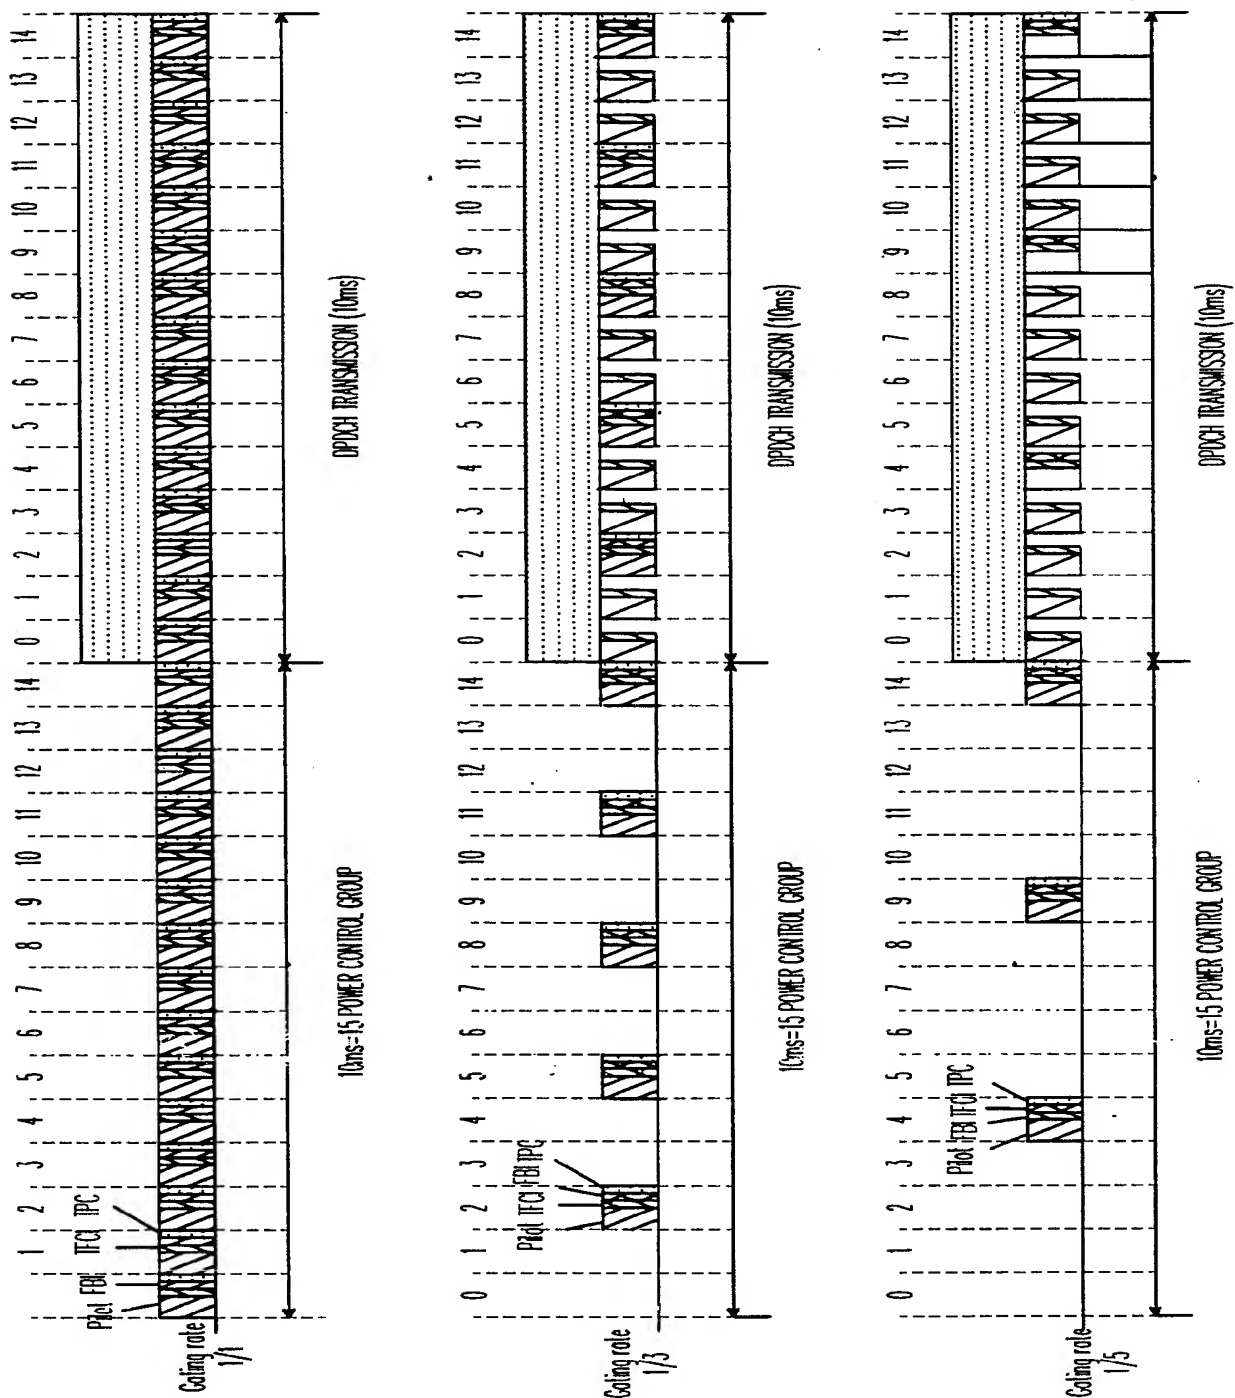 0 1 2 3 4 5 6 7 8 9 10 11 12 13 14 0 1 2 3 4 5 6 7 8 9 10 11 12 13 14
Pilot FBI TFCI TPC
Gating rate
1/1
10ms=15 POWER CONTROL GROUP
DPDCH TRANSMISSION (10ms)
0 1 2 3 4 5 6 7 8 9 10 11 12 13 14 0 1 2 3 4 5 6 7 8 9 10 11 12 13 14
Pilot TFCI FBI TPC
Gating rate
1/3
10ms=15 POWER CONTROL GROUP
DPDCH TRANSMISSION (10ms)
0 1 2 3 4 5 6 7 8 9 10 11 12 13 14 0 1 2 3 4 5 6 7 8 9 10 11 12 13 14
Pilot FBI TFCI TPC
Gating rate
1/5
10ms=15 POWER CONTROL GROUP
DPDCH TRANSMISSION (10ms)